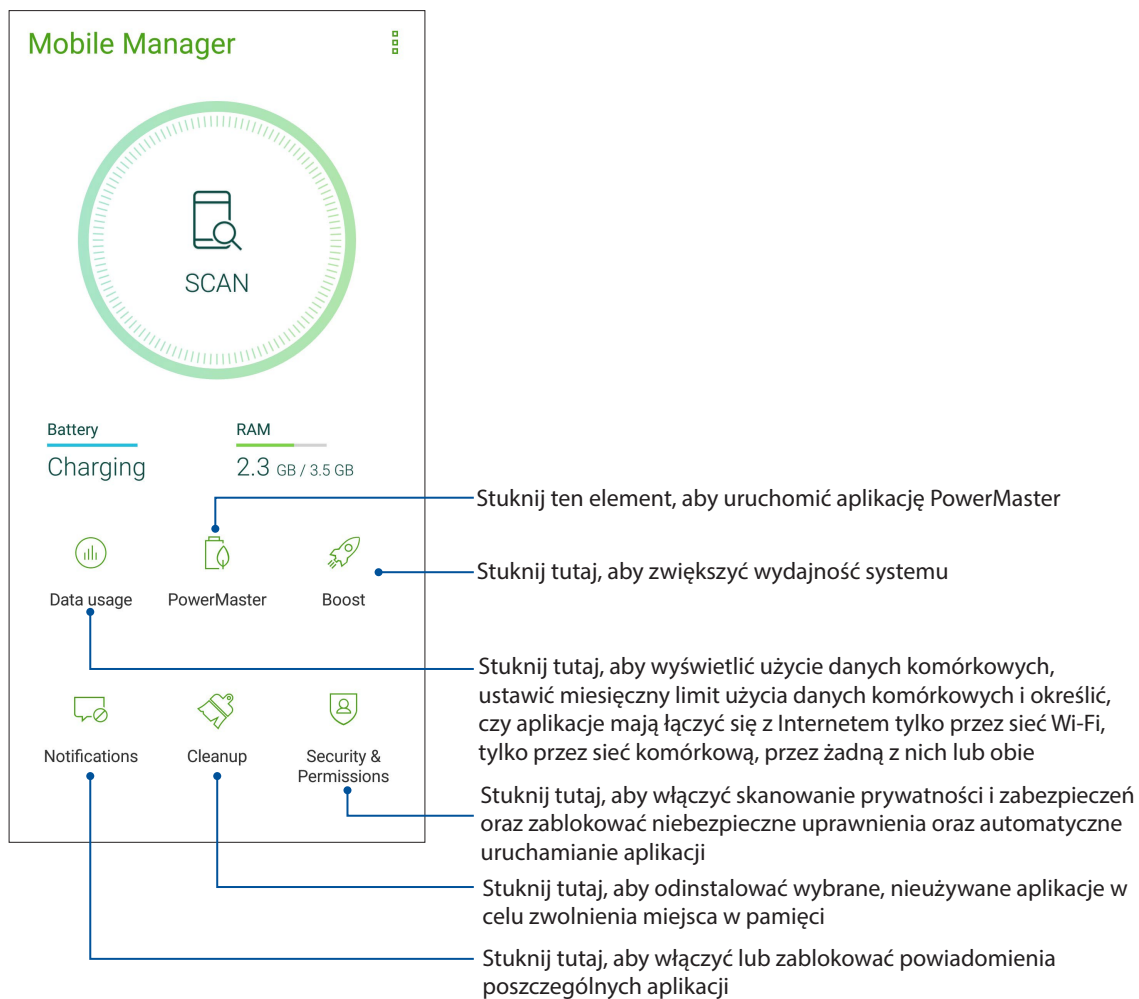 Mobile Manager
SCAN
Battery
RAM
Charging
2.3 GB / 3.5 GB
Stuknij ten element, aby uruchomić aplikację PowerMaster
Stuknij tutaj, aby zwiększyć wydajność systemu
Data usage
PowerMaster
Boost
Stuknij tutaj, aby wyświetlić użycie danych komórkowych,
ustawić miesięczny limit użycia danych komórkowych i określić,
czy aplikacje mają łączyć się z Internetem tylko przez sieć Wi-Fi,
tylko przez sieć komórkową, przez żadną z nich lub obie
Notifications
Cleanup
Security &
Permissions
Stuknij tutaj, aby włączyć skanowanie prywatności i zabezpieczeń
oraz zablokować niebezpieczne uprawnienia oraz automatyczne
uruchamianie aplikacji
Stuknij tutaj, aby odinstalować wybrane, nieużywane aplikacje w
celu zwolnienia miejsca w pamięci
Stuknij tutaj, aby włączyć lub zablokować powiadomienia
poszczególnych aplikacji